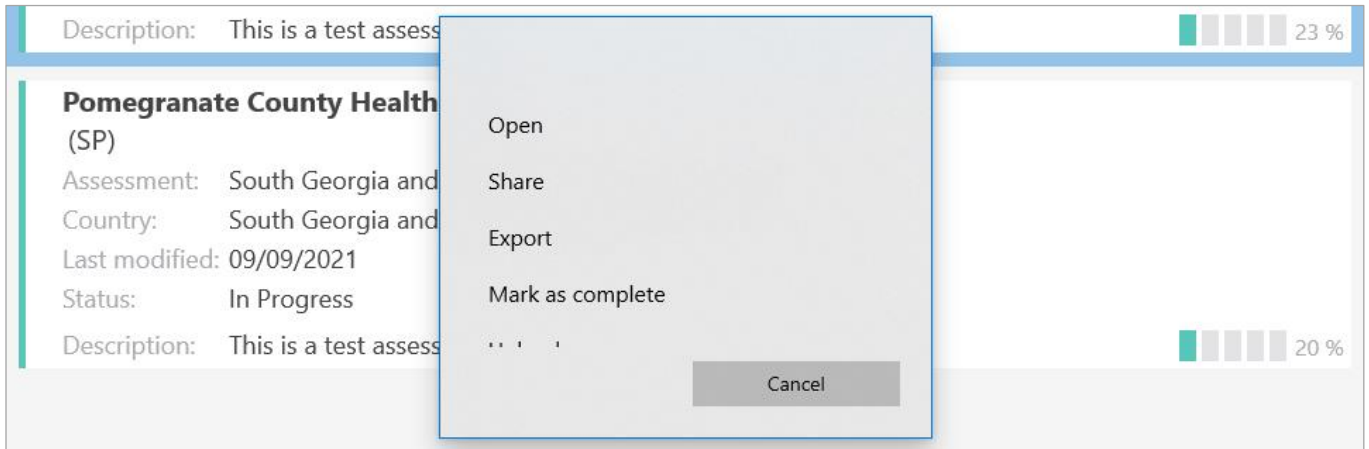 Description: This is a test assess
23 %
Pomegranate County Health
(SP)
Assessment: South Georgia and
Country: South Georgia and
Last modified: 09/09/2021
Status: In Progress
Description: This is a test assess
20 %
Open
Share
Export
Mark as complete
Cancel